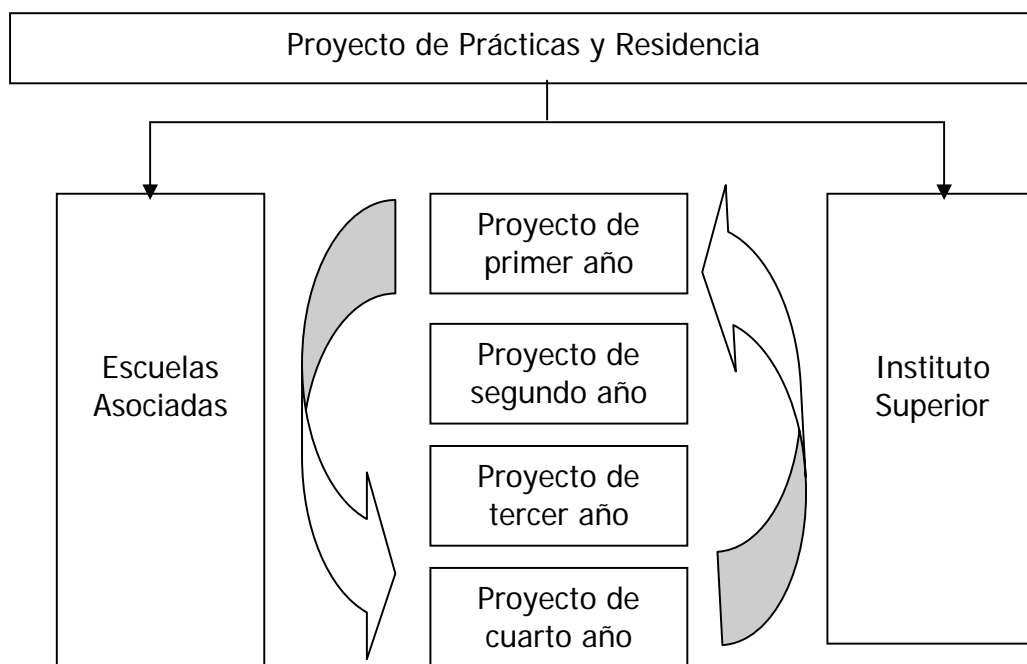 Proyecto de Prácticas y Residencia
Proyecto de
primer año
Proyecto de
segundo año
Escuelas
Asociadas
Instituto
Superior
Proyecto de
tercer año
Proyecto de
cuarto año